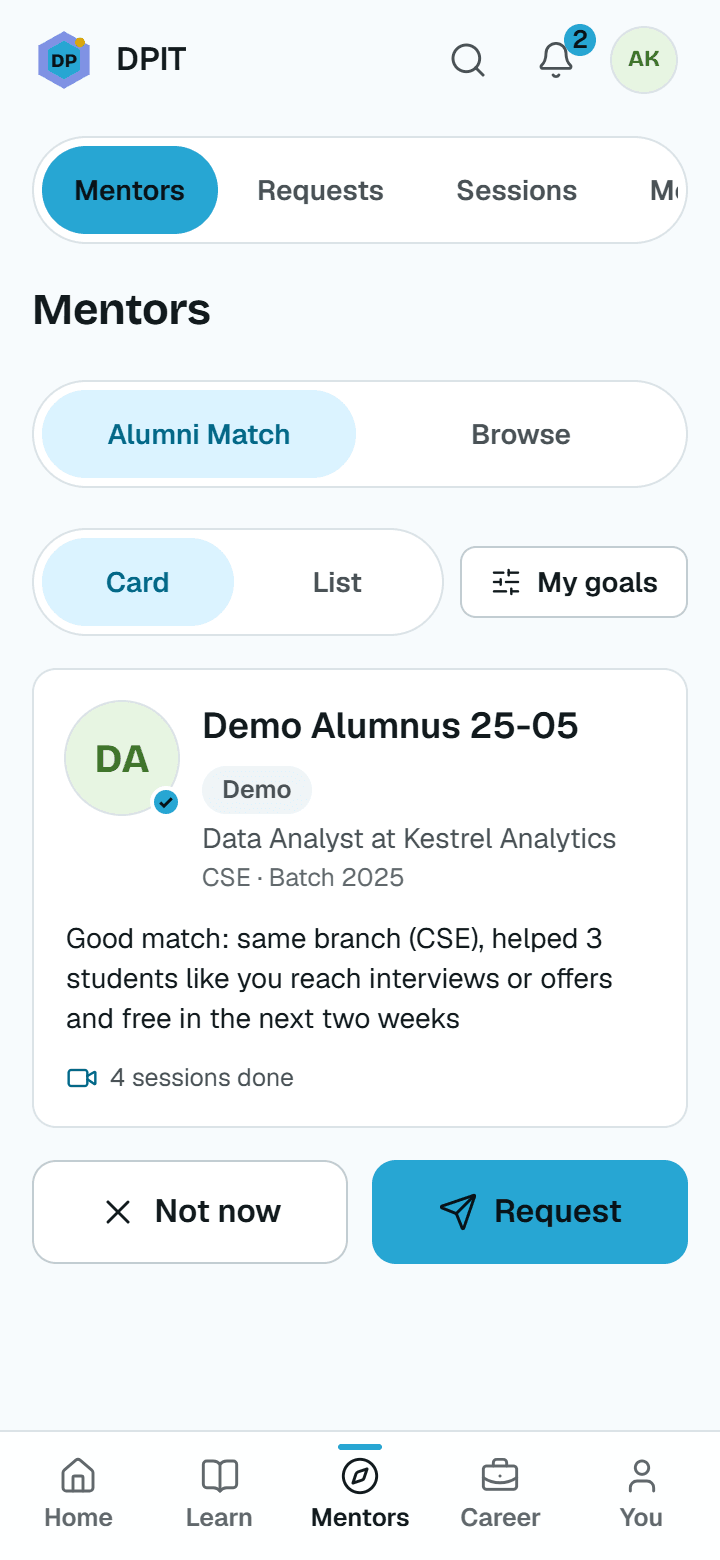 DP DPIT 2 AK
Mentors Requests Sessions
Mentors
Alumni Match Browse
Card List My goals
DA
Demo Alumnus 25-05
Demo
Data Analyst at Kestrel Analytics
CSE · Batch 2025
Good match: same branch (CSE), helped 3
students like you reach interviews or offers
and free in the next two weeks
4 sessions done
Not now Request
Home Learn Mentors Career You